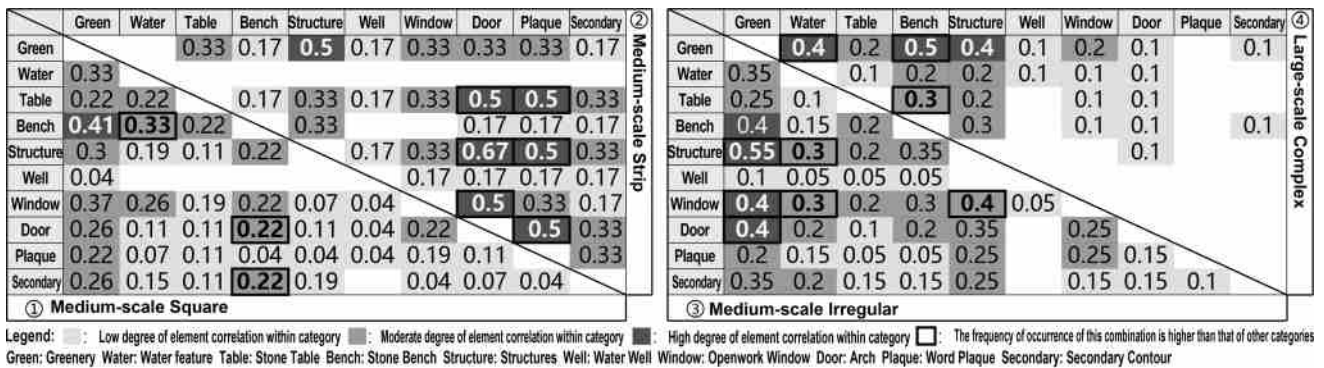 Green Water Table Bench Structure Well Window Door Plaque Secondary
Green 0.33 0.17 0.5 0.17 0.33 0.33 0.33 0.17
Water 0.33
Table 0.22 0.22 0.17 0.33 0.17 0.33 0.5 0.5 0.33
Bench 0.41 0.33 0.22 0.33 0.17 0.17 0.17
Structure 0.3 0.19 0.11 0.22 0.17 0.33 0.67 0.5 0.33
Well 0.04 0.17 0.17 0.17 0.17
Window 0.37 0.26 0.19 0.22 0.07 0.04 0.5 0.33 0.17
Door 0.26 0.11 0.11 0.22 0.11 0.04 0.22 0.5 0.33
Plaque 0.22 0.07 0.11 0.04 0.04 0.04 0.19 0.11 0.33
Secondary 0.26 0.15 0.11 0.22 0.19 0.04 0.07 0.04
① Medium-scale Square
② Medium-scale Strip
Green Water Table Bench Structure Well Window Door Plaque Secondary
Green 0.4 0.2 0.5 0.4 0.1 0.2 0.1 0.1
Water 0.35 0.1 0.2 0.2 0.1 0.1 0.1
Table 0.25 0.1 0.3 0.2 0.1 0.1
Bench 0.4 0.15 0.2 0.3 0.1 0.1 0.1
Structure 0.55 0.3 0.2 0.35 0.1
Well 0.1 0.05 0.05 0.05
Window 0.4 0.3 0.2 0.3 0.4 0.05
Door 0.4 0.2 0.1 0.2 0.35 0.25
Plaque 0.2 0.15 0.05 0.05 0.25 0.25 0.15
Secondary 0.35 0.2 0.15 0.15 0.25 0.15 0.15 0.1
③ Medium-scale Irregular
④ Large-scale Complex
Legend: : Low degree of element correlation within category : Moderate degree of element correlation within category : High degree of element correlation within category : The frequency of occurrence of this combination is higher than that of other categories
Green: Greenery Water: Water feature Table: Stone Table Bench: Stone Bench Structure: Structures Well: Water Well Window: Openwork Window Door: Arch Plaque: Word Plaque Secondary: Secondary Contour